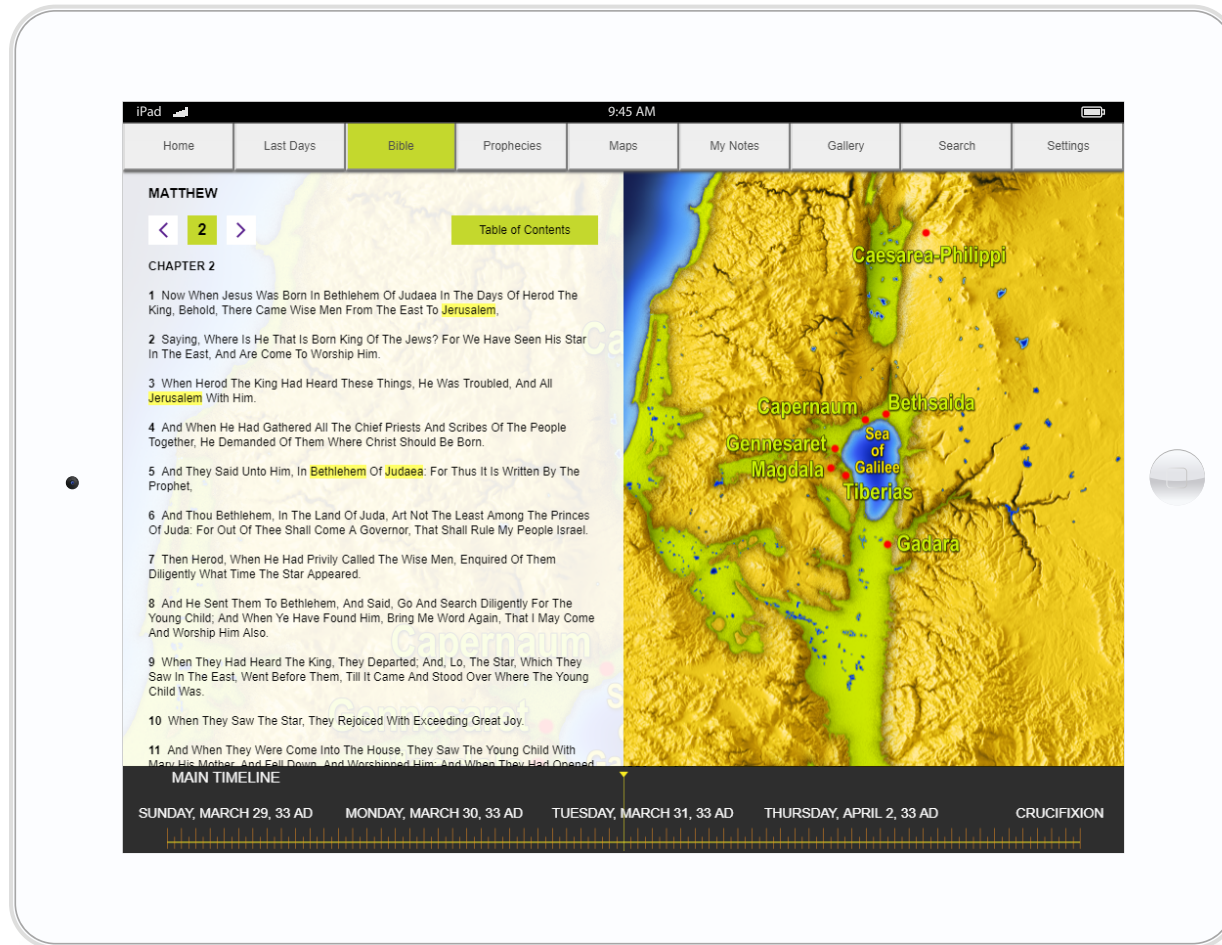 iPad
9:45 AM
Home
Last Days
Bible
Prophecies
Maps
My Notes
Gallery
Search
Settings
MATTHEW
2
Table of Contents
CHAPTER 2
1 Now When Jesus Was Born In Bethlehem Of Judaea In The Days Of Herod The
King, Behold, There Came Wise Men From The East To Jerusalem,
2 Saying, Where Is He That Is Born King Of The Jews? For We Have Seen His Star
In The East, And Are Come To Worship Him.
3 When Herod The King Had Heard These Things, He Was Troubled, And All
Jerusalem With Him.
4 And When He Had Gathered All The Chief Priests And Scribes Of The People
Together, He Demanded Of Them Where Christ Should Be Born.
5 And They Said Unto Him, In Bethlehem Of Judaea: For Thus It Is Written By The
Prophet,
6 And Thou Bethlehem, In The Land Of Juda, Art Not The Least Among The Princes
Of Juda: For Out Of Thee Shall Come A Governor, That Shall Rule My People Israel.
7 Then Herod, When He Had Privily Called The Wise Men, Enquired Of Them
Diligently What Time The Star Appeared.
8 And He Sent Them To Bethlehem, And Said, Go And Search Diligently For The
Young Child; And When Ye Have Found Him, Bring Me Word Again, That I May Come
And Worship Him Also.
9 When They Had Heard The King, They Departed; And, Lo, The Star, Which They
Saw In The East, Went Before Them, Till It Came And Stood Over Where The Young
Child Was.
10 When They Saw The Star, They Rejoiced With Exceeding Great Joy.
11 And When They Were Come Into The House, They Saw The Young Child With
Mary His Mother, And Fell Down, And Worshipped Him: And When They Had Opened
Capernaum
Gennesaret
Caesarea-Philippi
Capernaum
Bethsaida
Gennesaret
Sea
of
Galilee
Magdala
Tiberias
Gadara
MAIN TIMELINE
SUNDAY, MARCH 29, 33 AD
MONDAY, MARCH 30, 33 AD
TUESDAY, MARCH 31, 33 AD
THURSDAY, APRIL 2, 33 AD
CRUCIFIXION